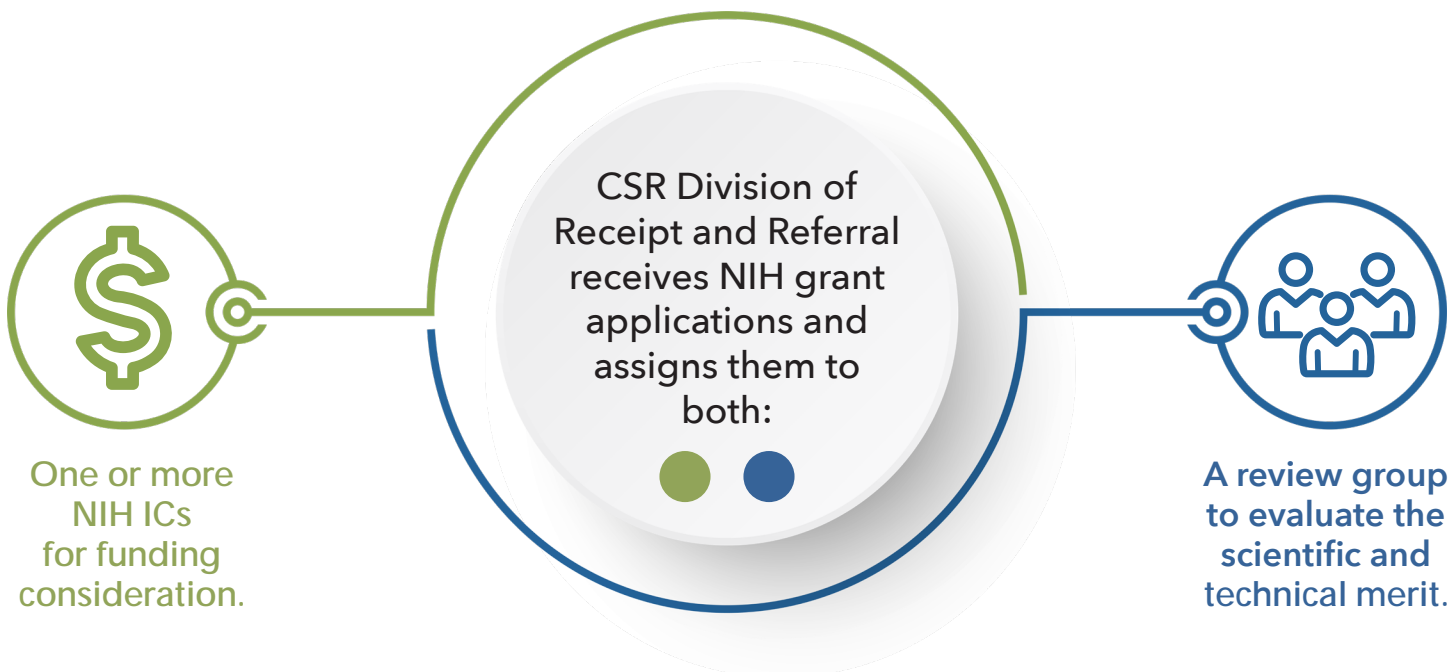 CSR Division of
Receipt and Referral
receives NIH grant
applications and
assigns them to
both:
One or more
NIH ICs
for funding
consideration.
A review group
to evaluate the
scientific and
technical merit.